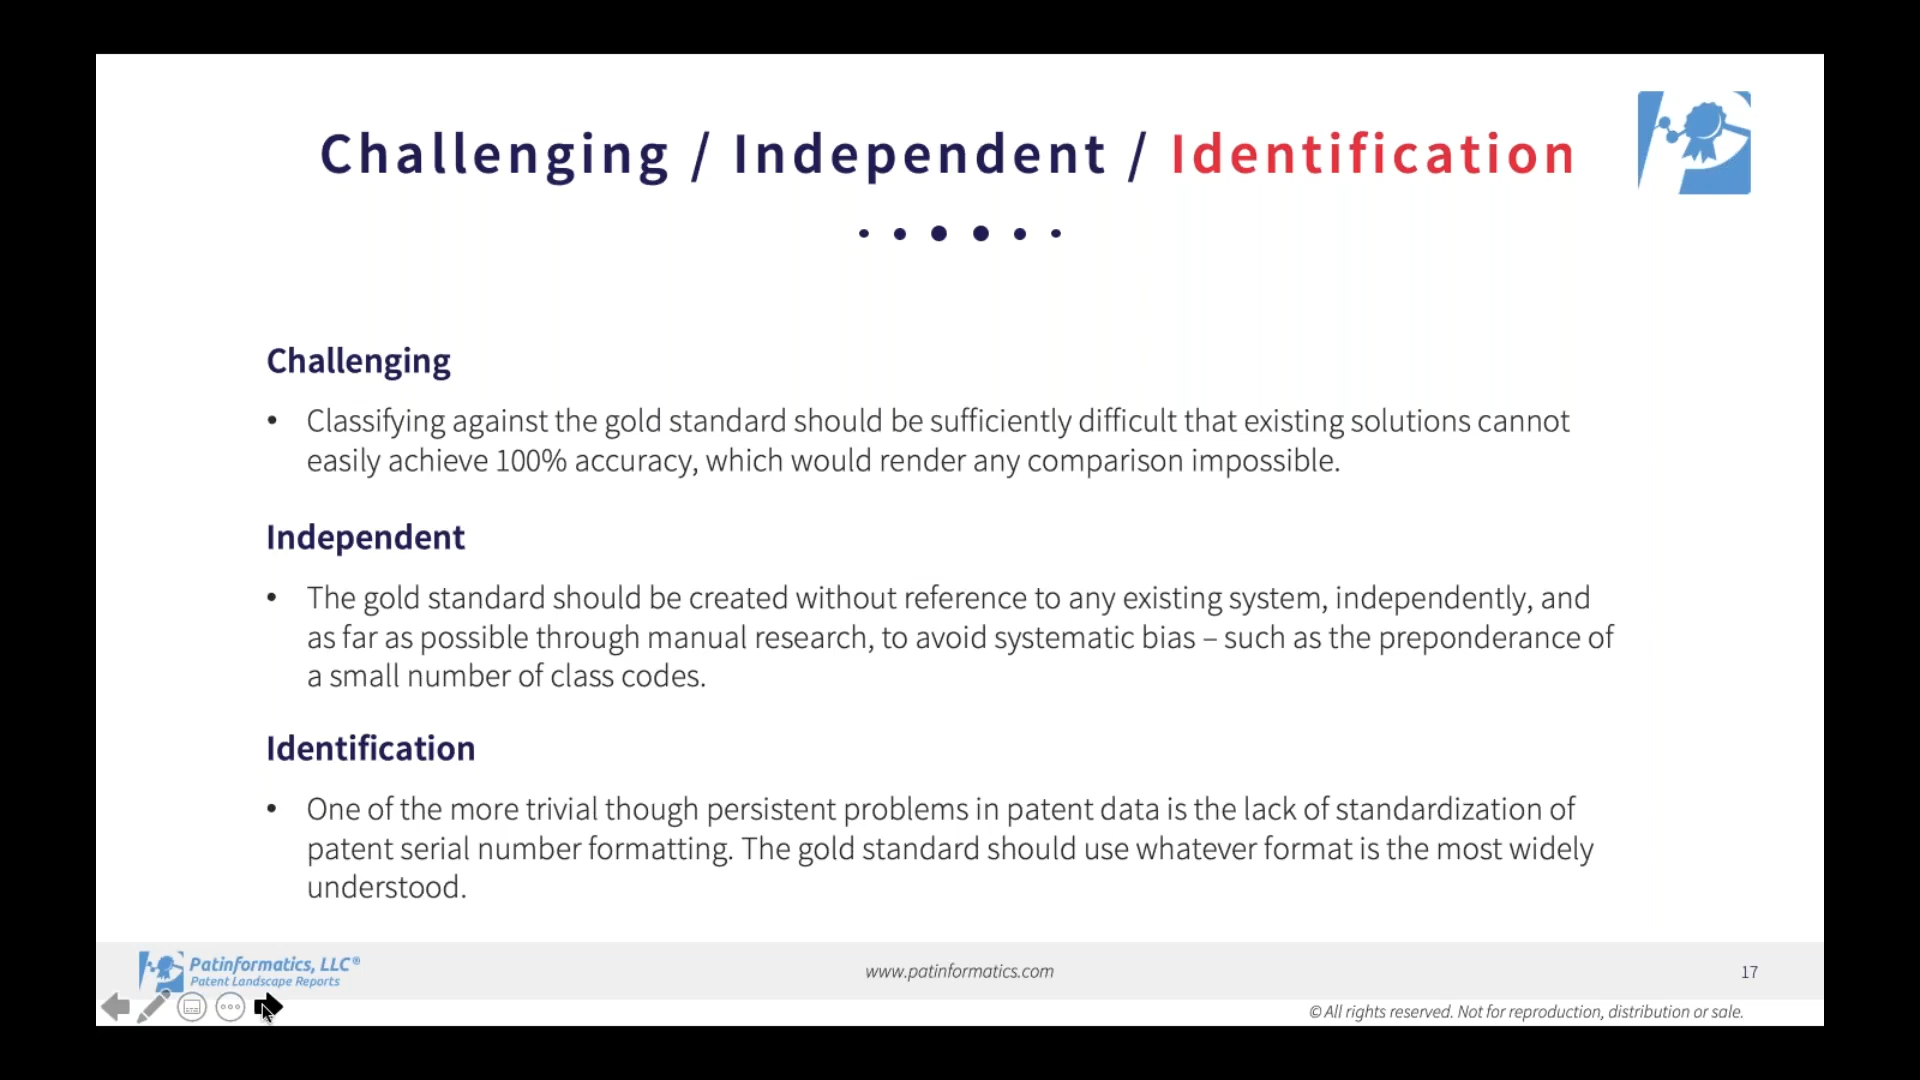 Challenging / Independent / Identification
Challenging
• Classifying against the gold standard should be sufficiently difficult that existing solutions cannot
easily achieve 100% accuracy, which would render any comparison impossible.
Independent
• The gold standard should be created without reference to any existing system, independently, and
as far as possible through manual research, to avoid systematic bias – such as the preponderance of
a small number of class codes.
Identification
• One of the more trivial though persistent problems in patent data is the lack of standardization of
patent serial number formatting. The gold standard should use whatever format is the most widely
understood.
Patinformatics, LLC®
Patent Landscape Reports
www.patinformatics.com
17
© All rights reserved. Not for reproduction, distribution or sale.